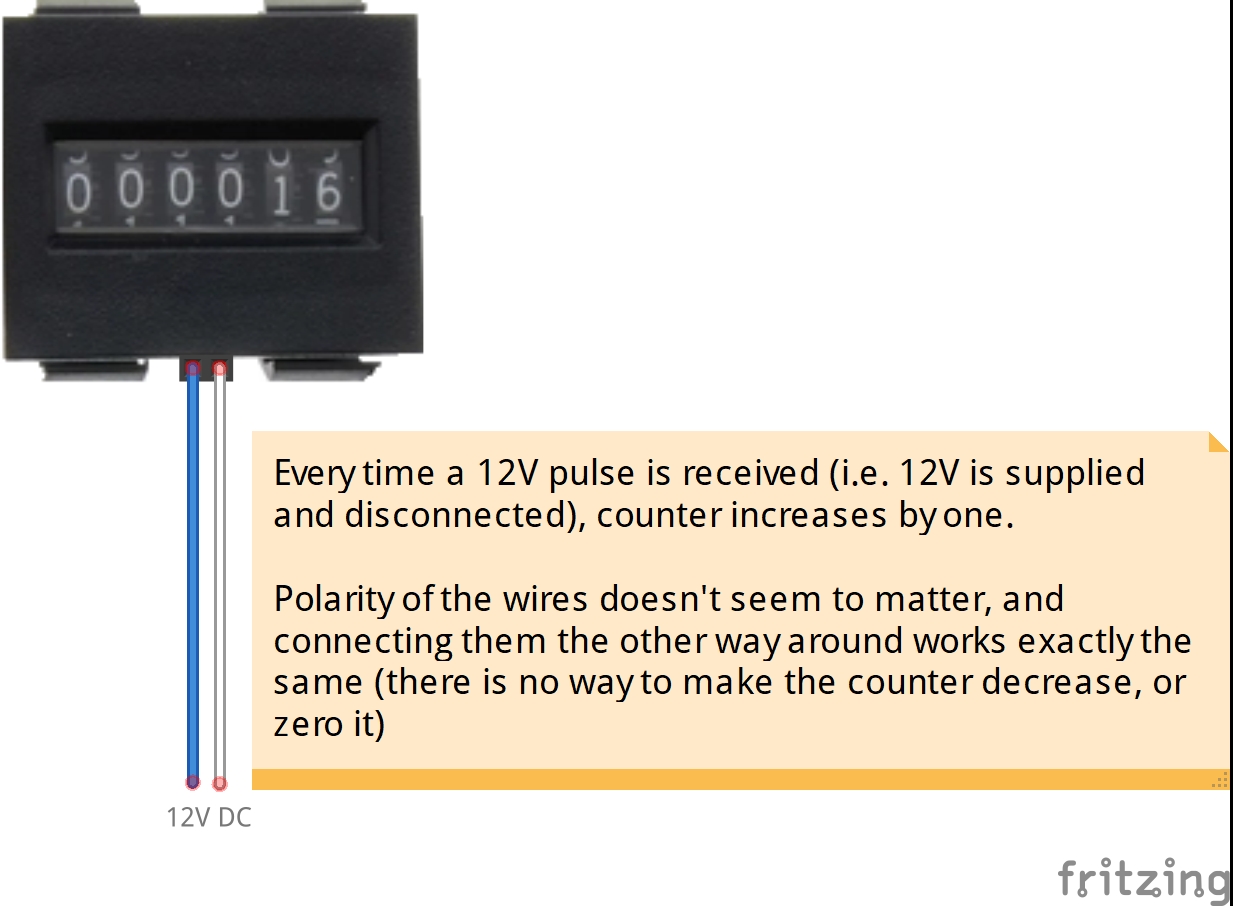 000016
Every time a 12V pulse is received (i.e. 12V is supplied
and disconnected), counter increases by one.
Polarity of the wires doesn't seem to matter, and
connecting them the other way around works exactly the
same (there is no way to make the counter decrease, or
zero it)
12V DC
fritzing